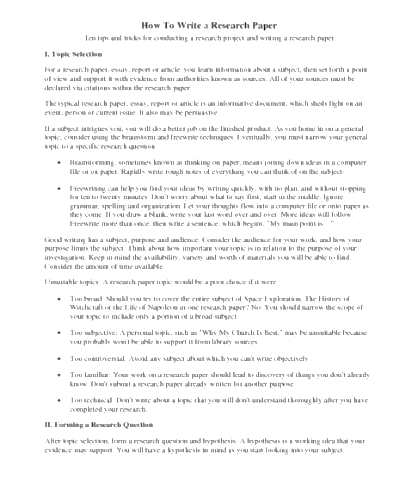 How To Write a Research Paper
Ten tips and tricks for conducting a research project and writing a research paper
I. Topic Selection
For a research paper, essay, report or article, you learn information about a subject, then set forth a point
of view and support it with evidence from authorities known as sources. All of your sources must be
declared via citations within the research paper.
The typical research paper, essay, report or article is an informative document, which sheds light on an
event, person or current issue. It also may be persuasive.
If a subject intrigues you, you will do a better job on the finished product. As you home in on a general
topic, consider using the brainstorm and freewrite techniques. Eventually, you must narrow your general
topic to a specific research question.
• Brainstorming, sometimes known as thinking on paper, means jotting down ideas in a computer
file or on paper. Rapidly write rough notes of everything you can think of on the subject.
• Freewriting can help you find your ideas by writing quickly, with no plan, and without stopping
for ten to twenty minutes. Don't worry about what to say first, start in the middle. Ignore
grammar, spelling and organization. Let your thoughts flow into a computer file or onto paper as
they come. If you draw a blank, write your last word over and over. More ideas will follow.
Freewrite more than once, then write a sentence, which begins, "My main point is ..."
Good writing has a subject, purpose and audience. Consider the audience for your work, and how your
purpose limits the subject. Think about how important your topic is in relation to the purpose of your
investigation. Keep in mind the availability, variety and worth of materials you will be able to find.
Consider the amount of time available.
Unsuitable topics: A research paper topic would be a poor choice if it were
• Too broad. Should you try to cover the entire subject of Space Exploration, The History of
Witchcraft or the Life of Napoleon in one research paper? No. You should narrow the scope of
your topic to include only a portion of a broad subject.
• Too subjective. A personal topic, such as "Why My Church Is Best," may be unsuitable because
you probably won't be able to support it from library sources.
• Too controversial. Avoid any subject about which you can't write objectively.
• Too familiar. Your work on a research paper should lead to discovery of things you don't already
know. Don't submit a research paper already written for another purpose.
• Too technical. Don't write about a topic that you still don't understand thoroughly after you have
completed your research.
II. Forming a Research Question
After topic selection, form a research question and hypothesis. A hypothesis is a working idea that your
evidence may support. You will have a hypothesis in mind as you start looking into your subject.